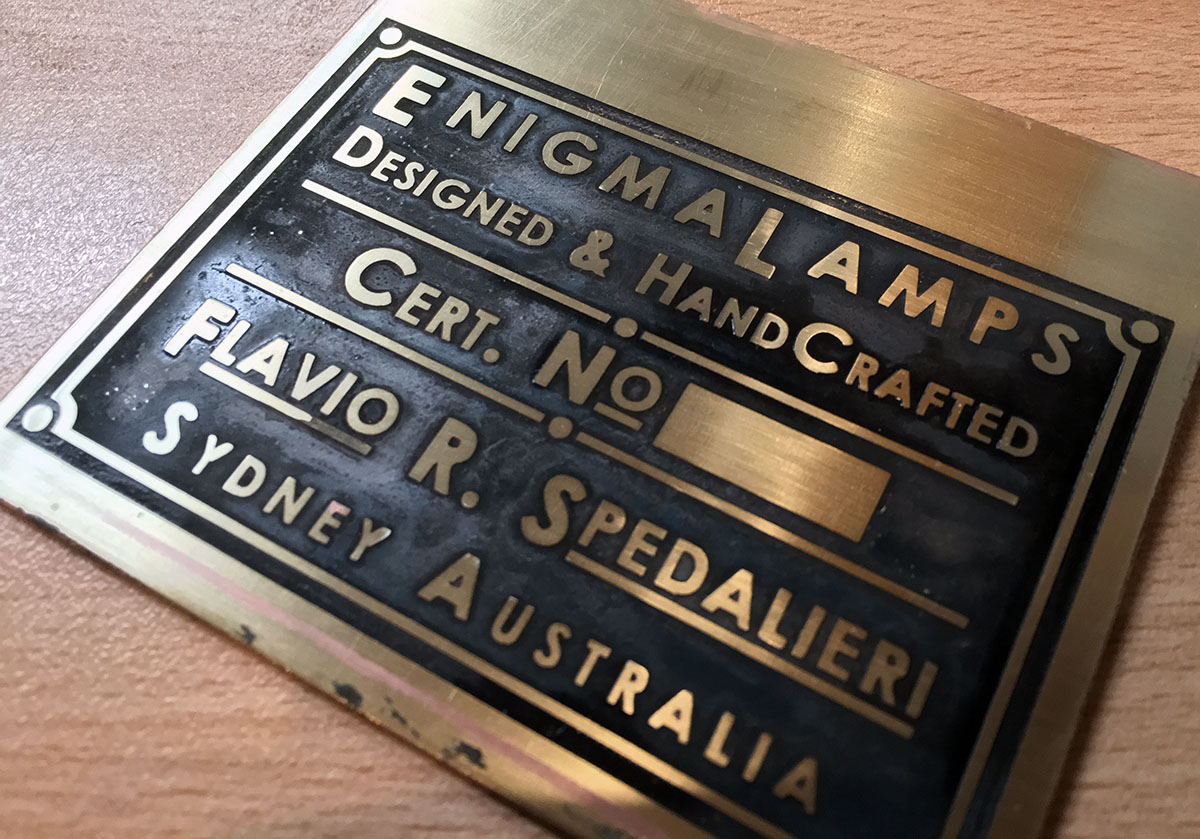 ENIGMALAMPS
DESIGNED & HANDCRAFTED
CERT. NO
FLAVIO R. SPEDALIERI
SYDNEY AUSTRALIA